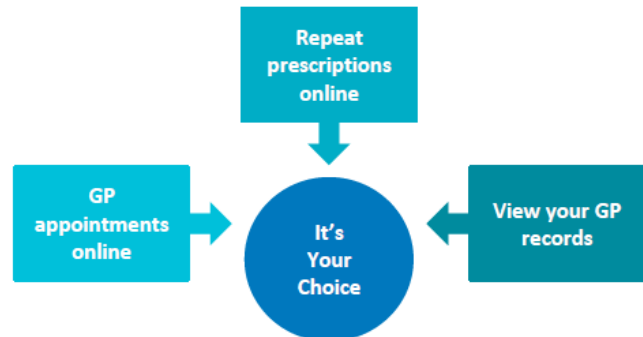 Repeat
prescriptions
online
GP
appointments
online
It's
Your
Choice
View your GP
records